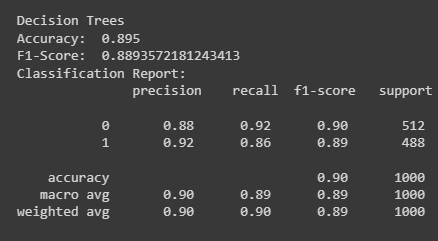 Decision Trees
Accuracy:  0.895
F1-Score:  0.8893572181243413
Classification Report:
              precision    recall  f1-score   support

           0       0.88      0.92      0.90       512
           1       0.92      0.86      0.89       488

    accuracy                           0.90      1000
   macro avg       0.90      0.89      0.89      1000
weighted avg       0.90      0.90      0.89      1000